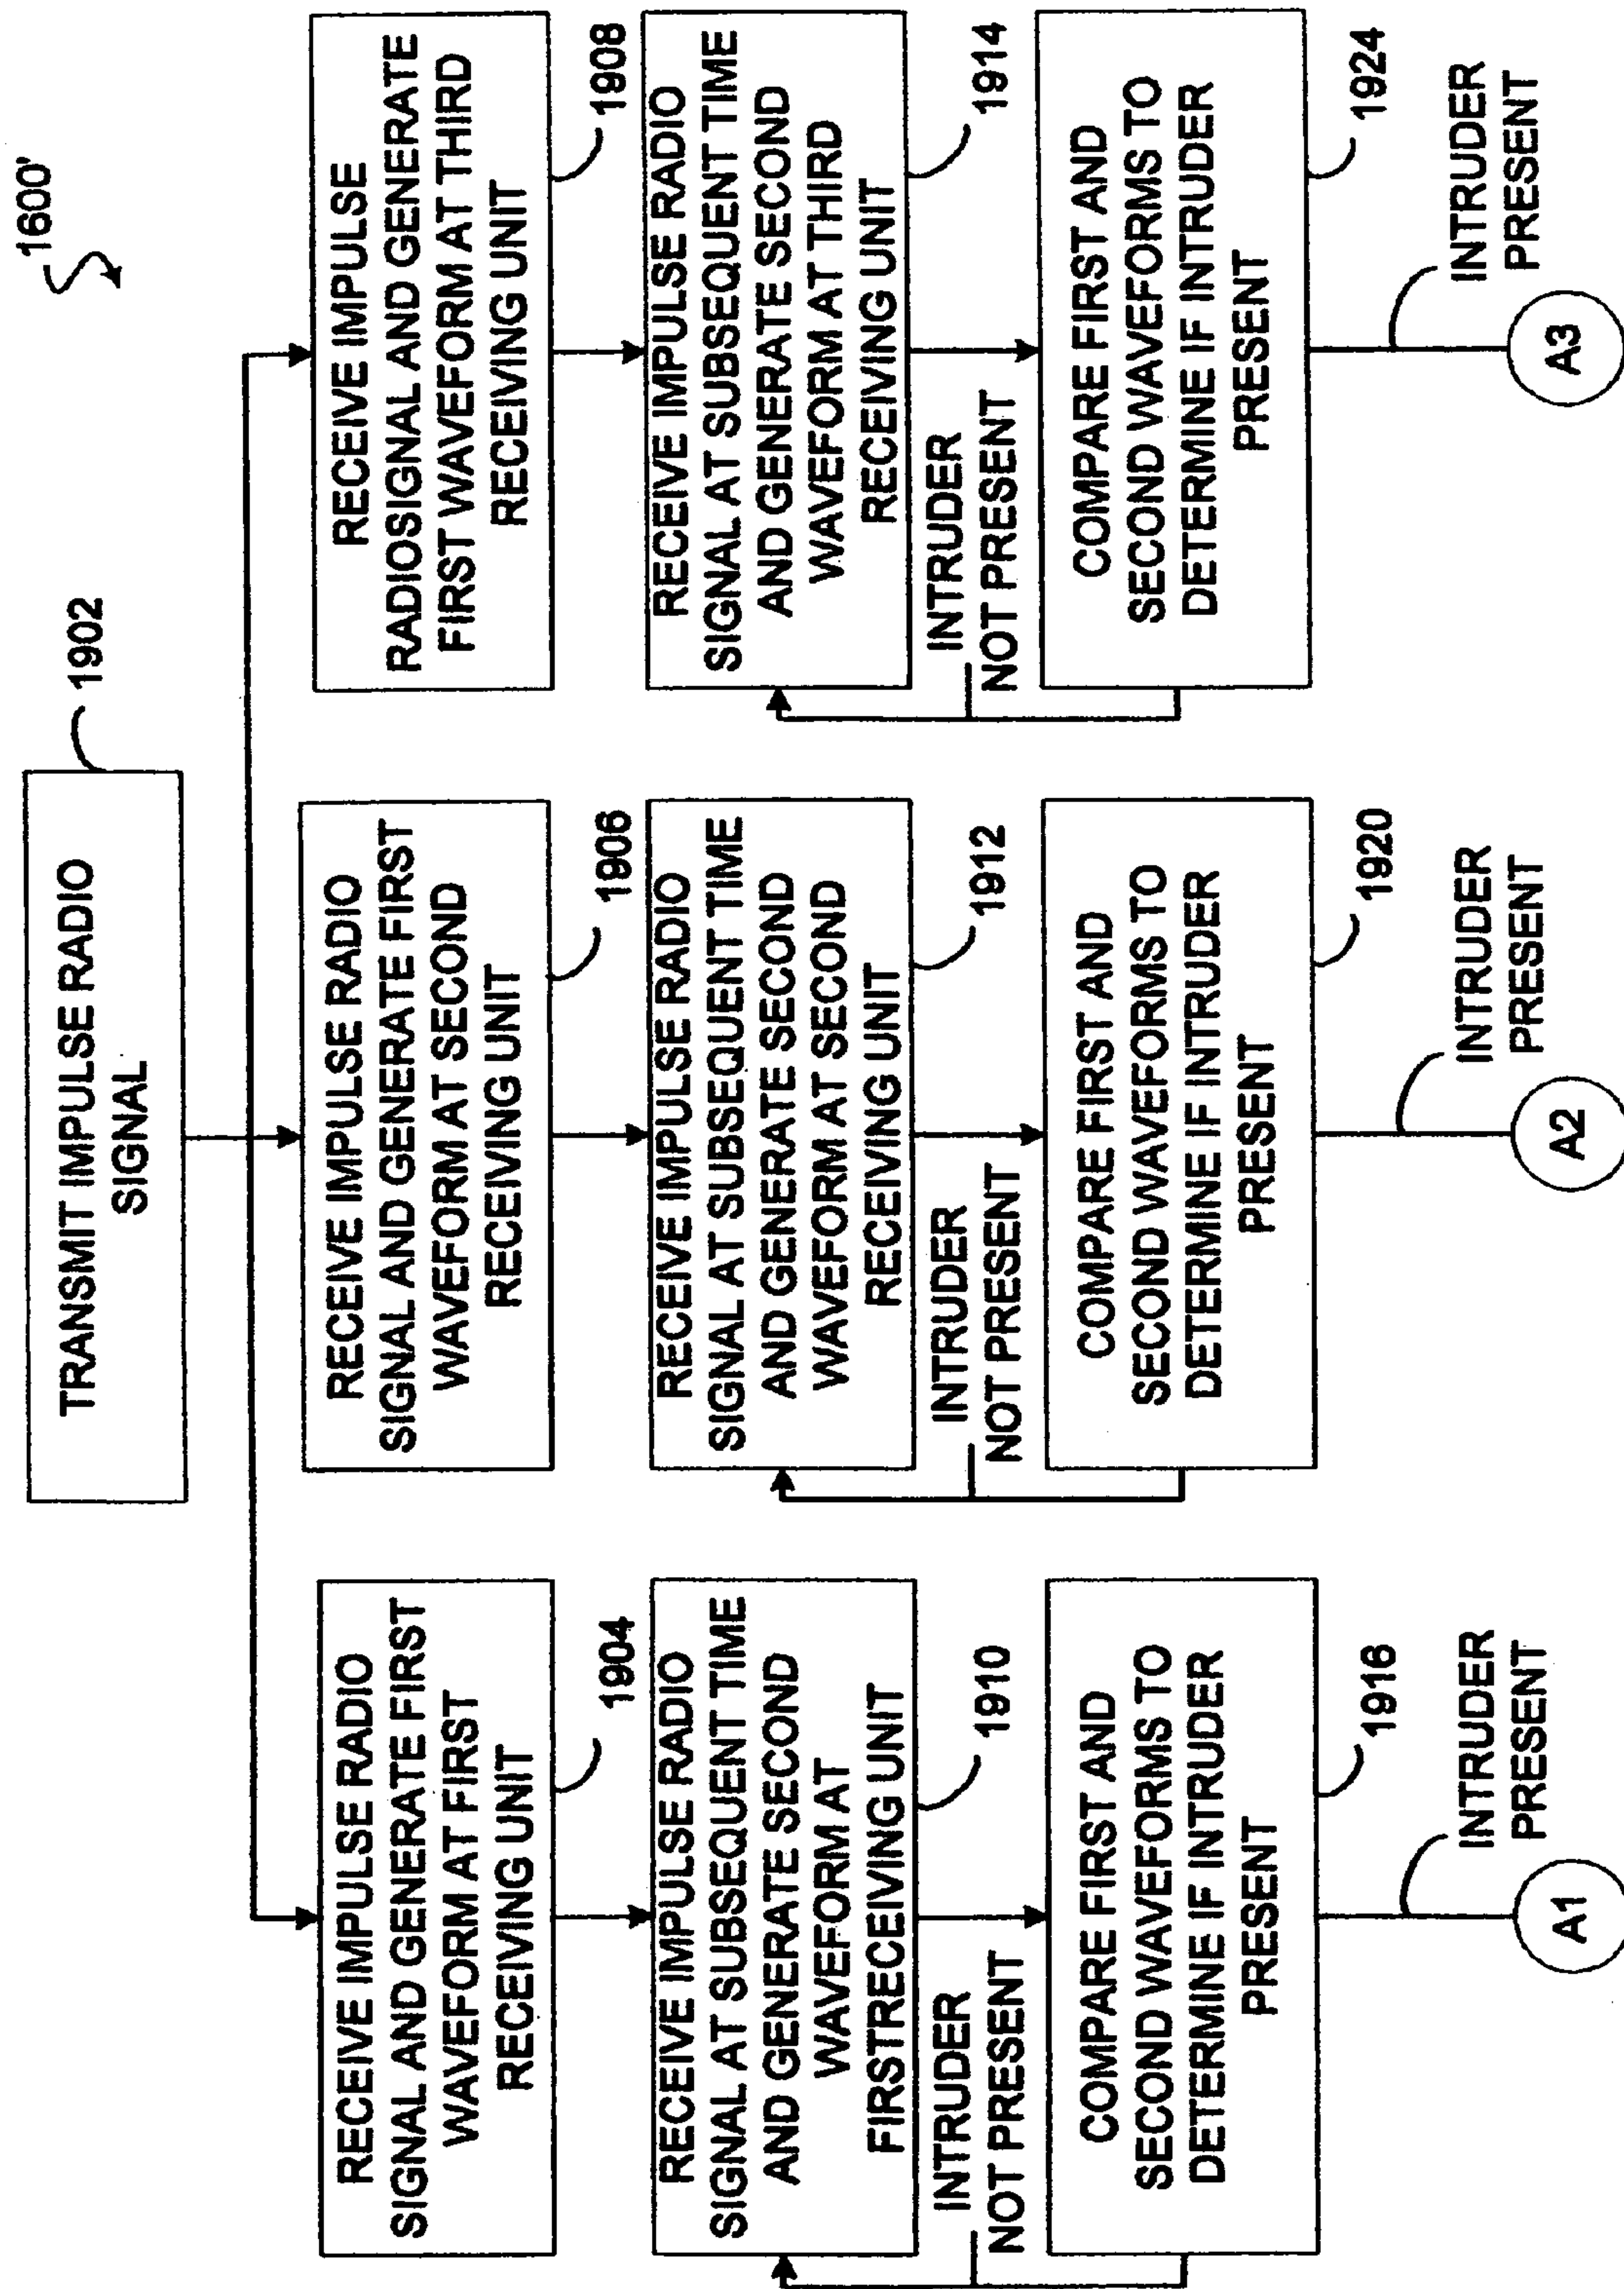 1600'
TRANSMIT IMPULSE RADIO
SIGNAL
1902
RECEIVE IMPULSE RADIO
SIGNAL AND GENERATE FIRST
WAVEFORM AT FIRST
RECEIVING UNIT
1904
RECEIVE IMPULSE RADIO
SIGNAL AND GENERATE FIRST
WAVEFORM AT SECOND
RECEIVING UNIT
1906
RECEIVE IMPULSE
RADIOSIGNAL AND GENERATE
FIRST WAVEFORM AT THIRD
RECEIVING UNIT
1908
RECEIVE IMPULSE RADIO
SIGNAL AT SUBSEQUENT TIME
AND GENERATE SECOND
WAVEFORM AT
FIRSTRECEIVING UNIT
1910
RECEIVE IMPULSE RADIO
SIGNAL AT SUBSEQUENT TIME
AND GENERATE SECOND
WAVEFORM AT SECOND
RECEIVING UNIT
1912
RECEIVE IMPULSE RADIO
SIGNAL AT SUBSEQUENT TIME
AND GENERATE SECOND
WAVEFORM AT THIRD
RECEIVING UNIT
1914
INTRUDER
NOT PRESENT
INTRUDER
NOT PRESENT
INTRUDER
NOT PRESENT
COMPARE FIRST AND
SECOND WAVEFORMS TO
DETERMINE IF INTRUDER
PRESENT
1916
COMPARE FIRST AND
SECOND WAVEFORMS TO
DETERMINE IF INTRUDER
PRESENT
1920
COMPARE FIRST AND
SECOND WAVEFORMS TO
DETERMINE IF INTRUDER
PRESENT
1924
INTRUDER
PRESENT
INTRUDER
PRESENT
INTRUDER
PRESENT
A1
A2
A3